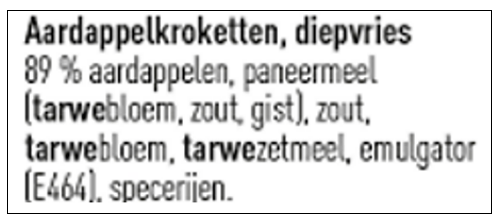 Aardappelkroketten, diepvries
89 % aardappelen, paneermeel
(tarwebloem, zout, gist), zout,
tarwebloem, tarwezetmeel, emulgator
(E464), specerijen.